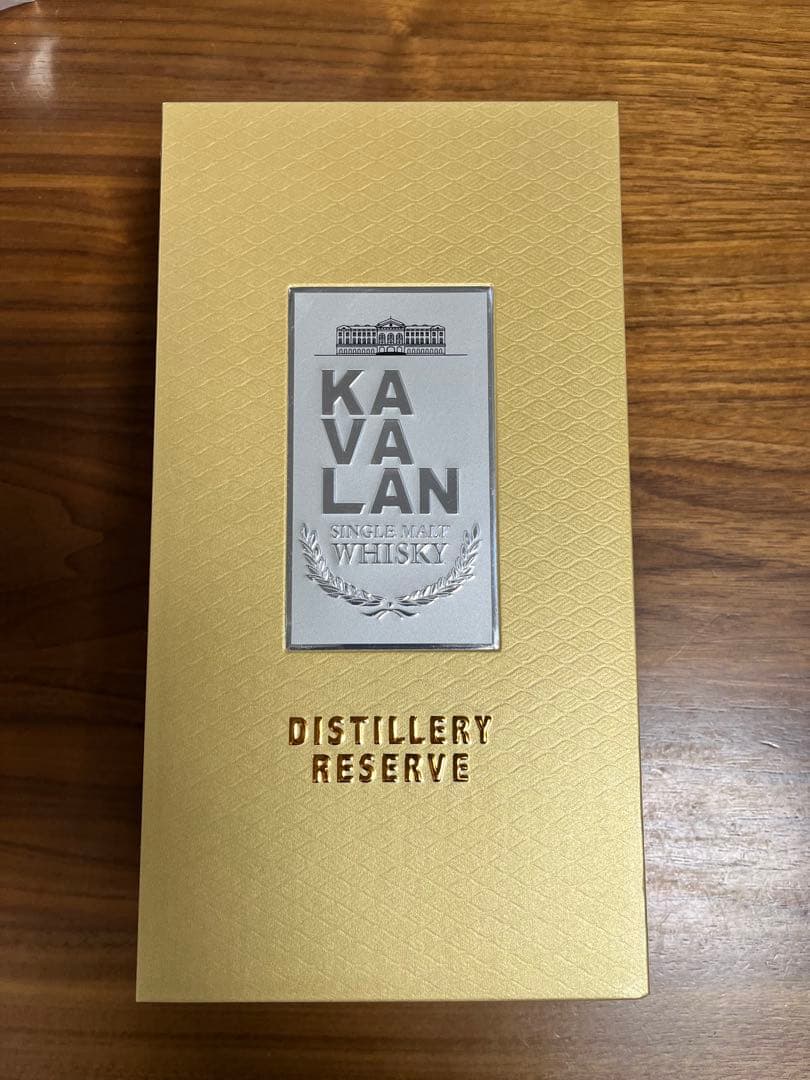 KA
VA
LAN
SINGLE MALT
WHISKY
DISTILLERY
RESERVE